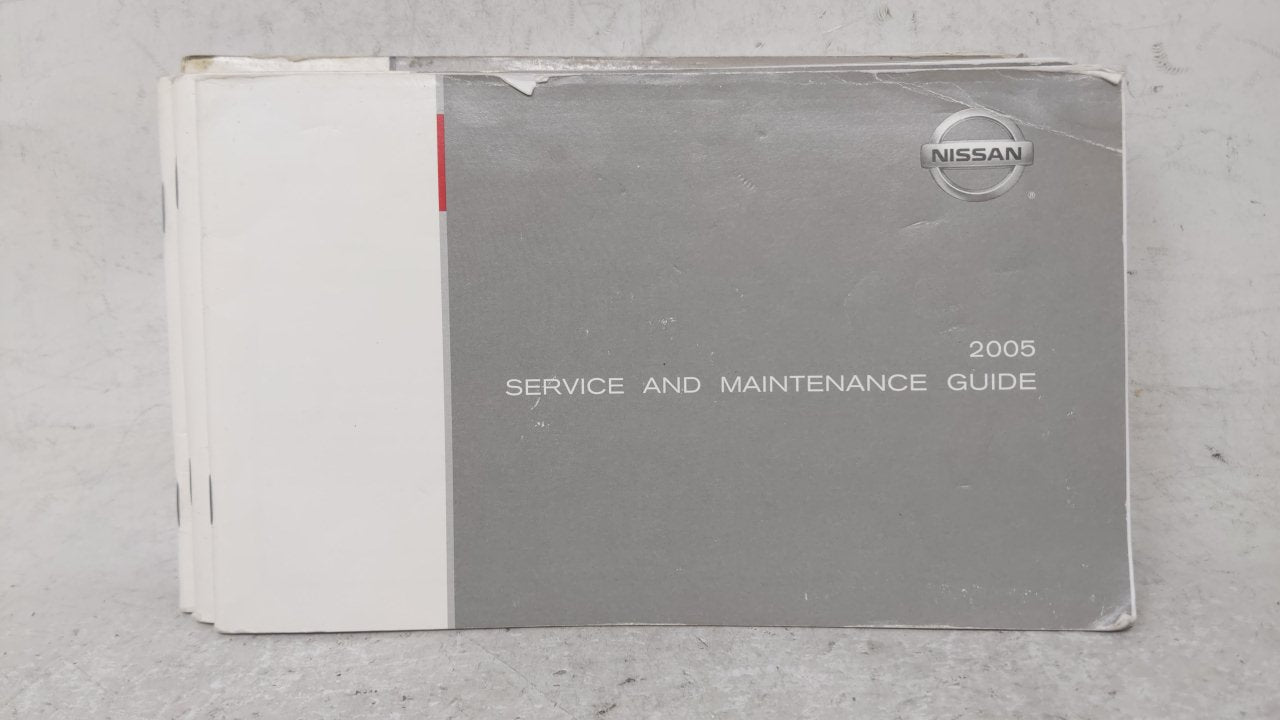 NISSAN
®
2005
SERVICE AND MAINTENANCE GUIDE